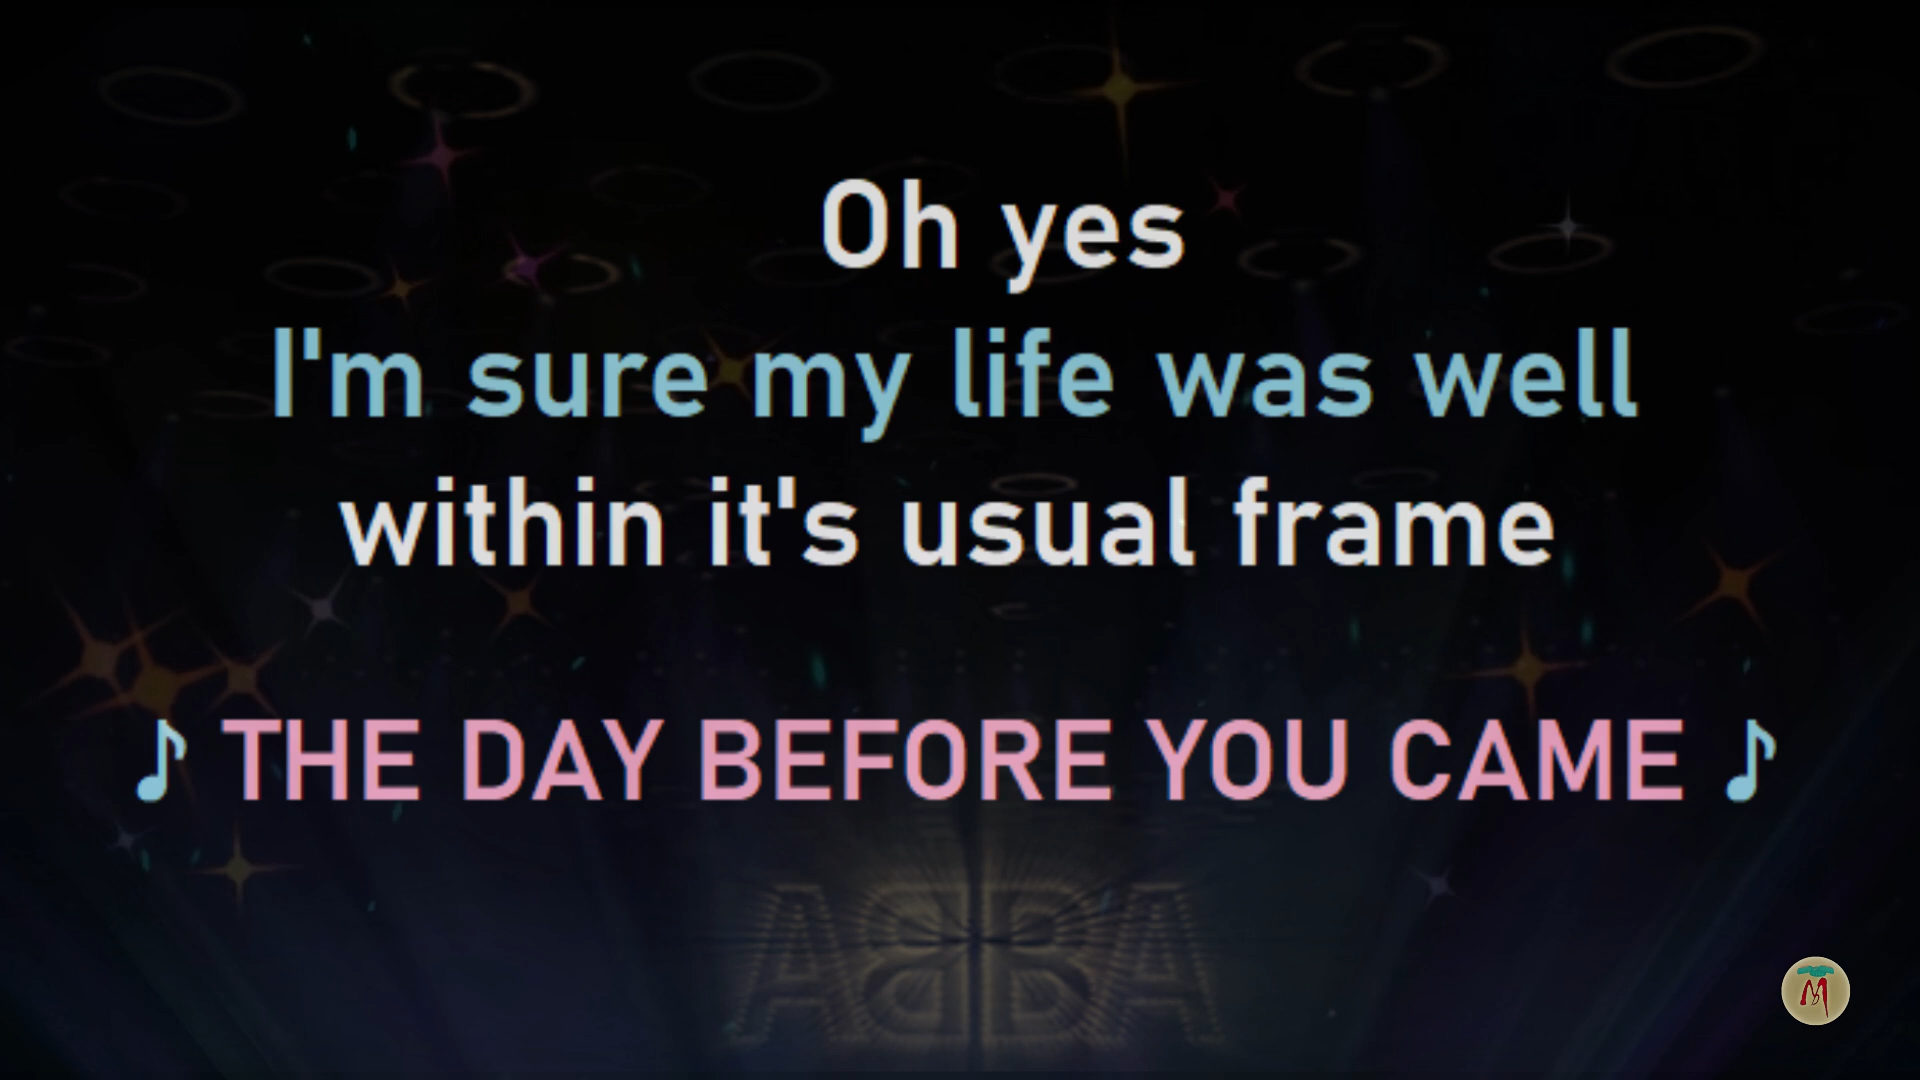 Oh yes
I'm sure my life was well
within it's usual frame
♪ THE DAY BEFORE YOU CAME ♪
ABBA